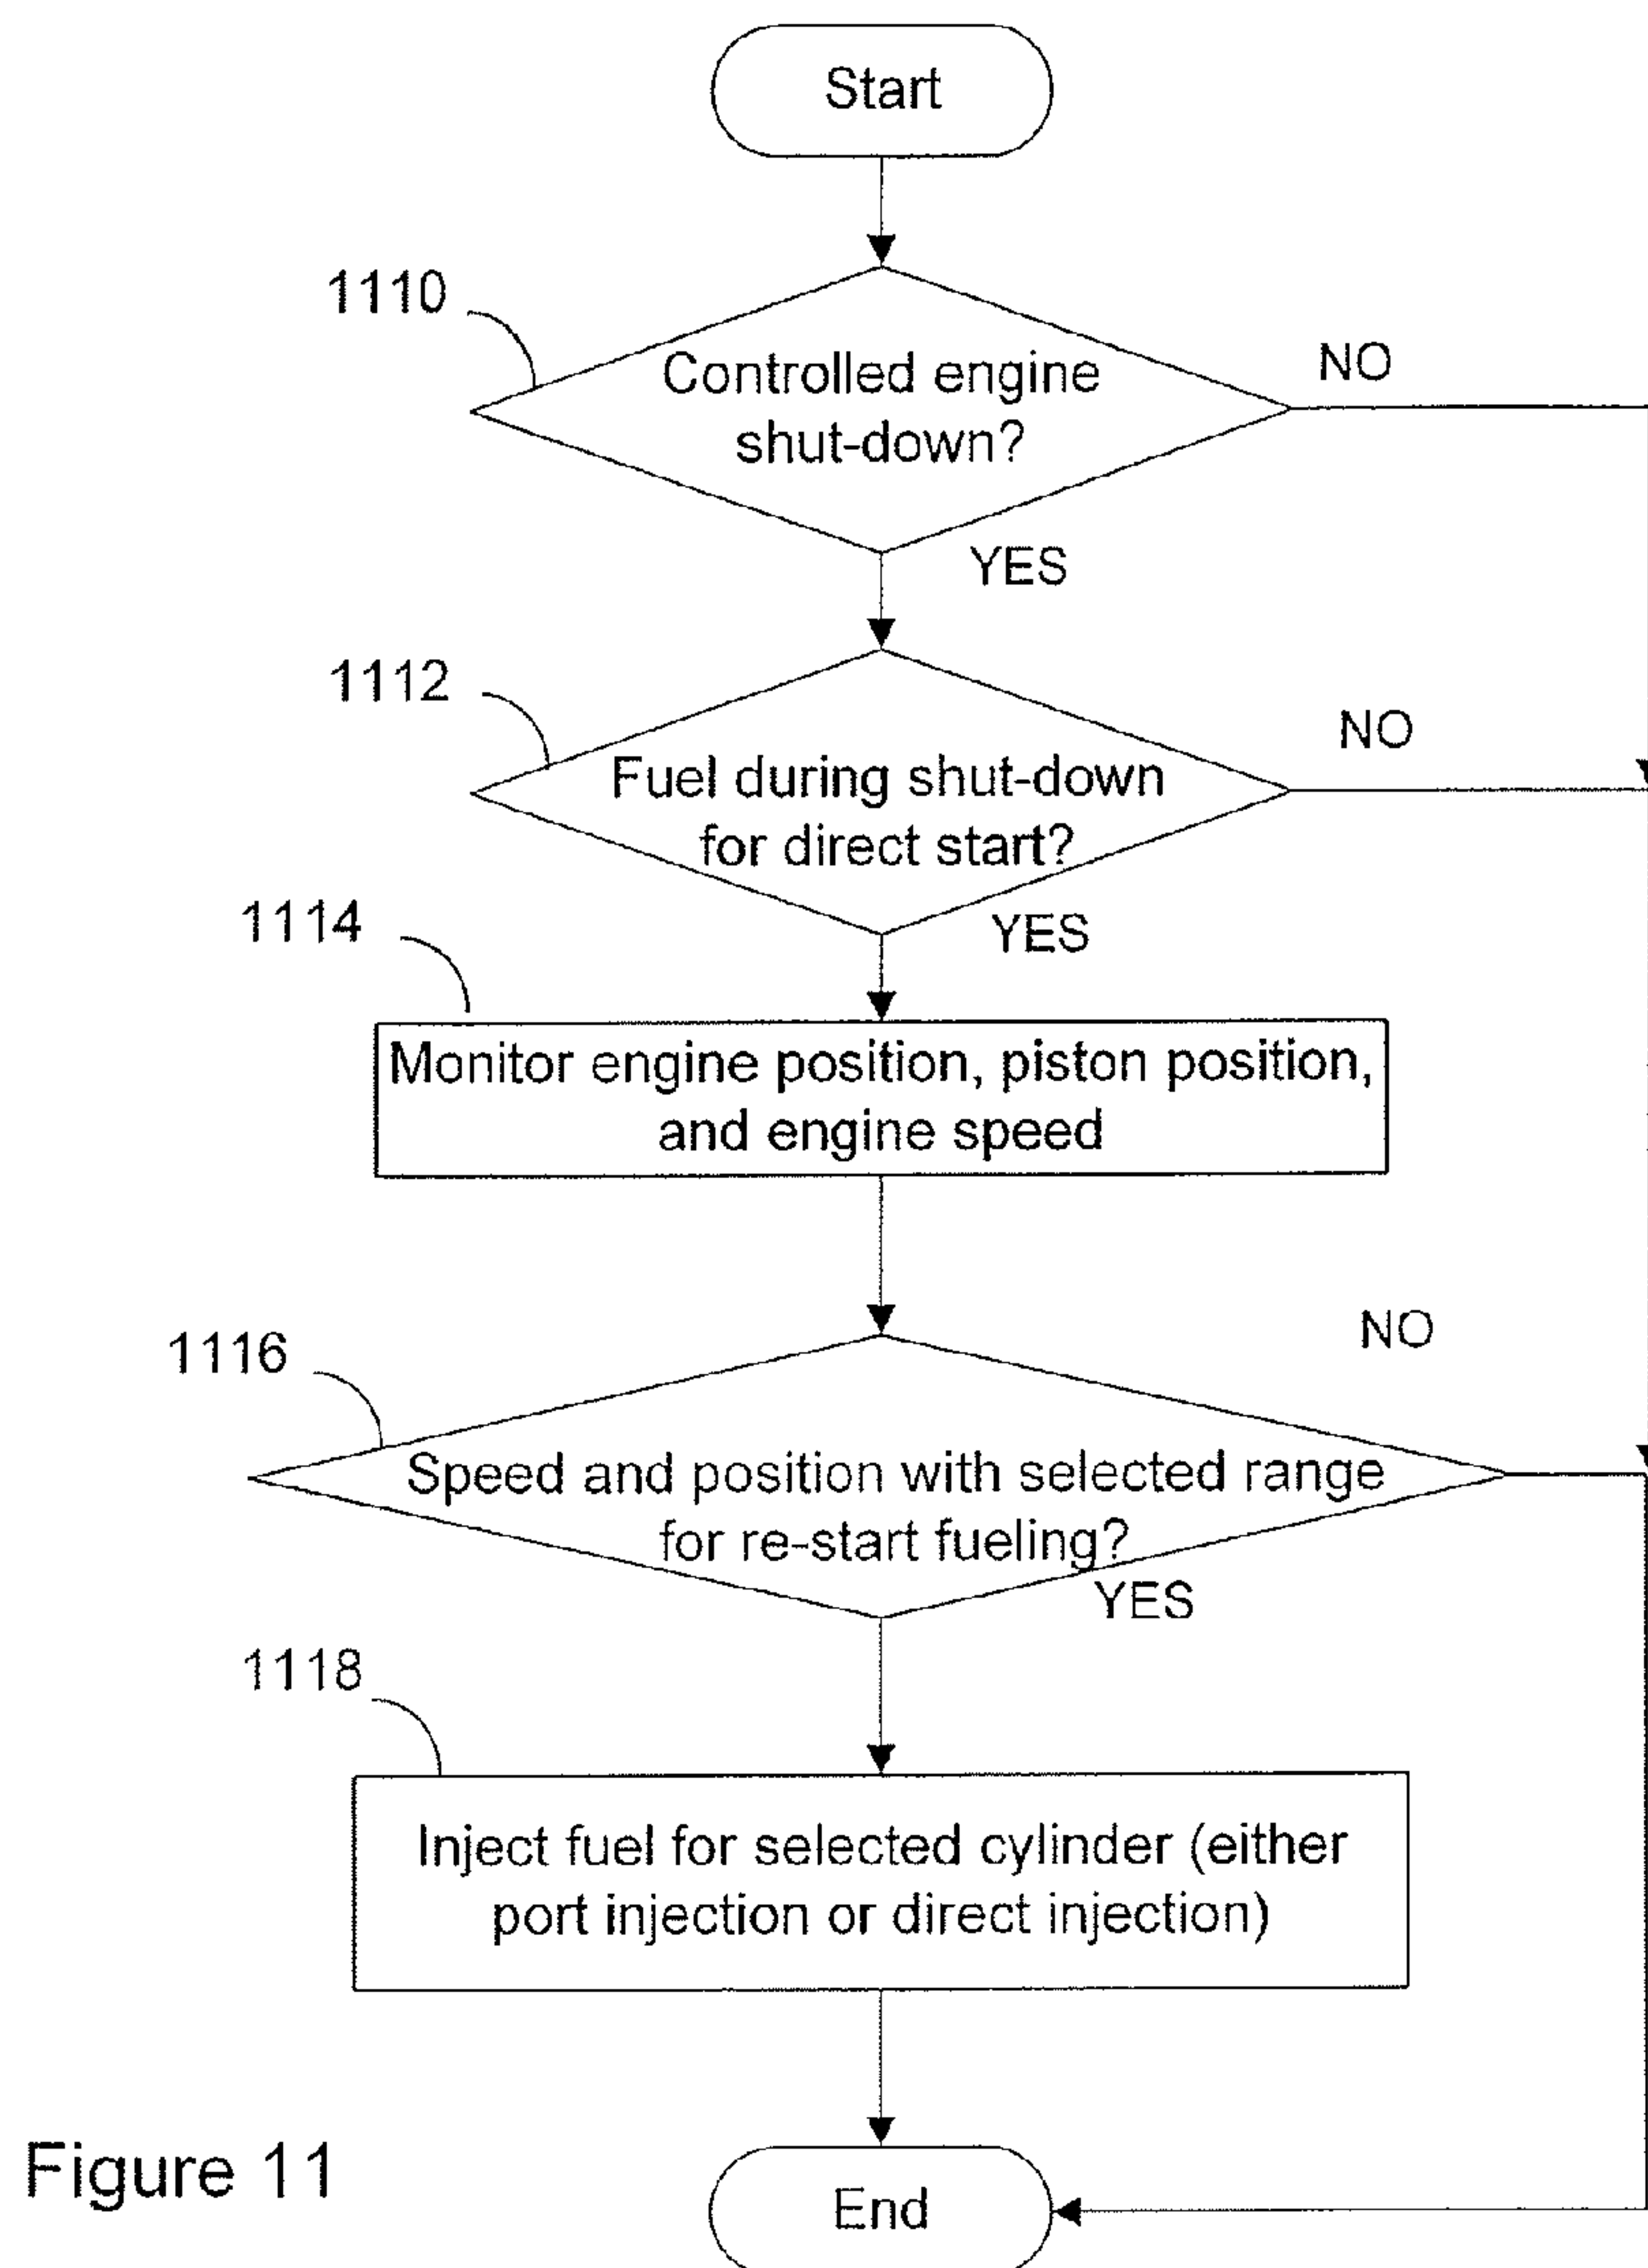 Start
1110
Controlled engine
shut-down?
NO
YES
1112
Fuel during shut-down
for direct start?
NO
YES
1114
Monitor engine position, piston position,
and engine speed
1116
Speed and position with selected range
for re-start fueling?
NO
YES
1118
Inject fuel for selected cylinder (either
port injection or direct injection)
Figure 11
End